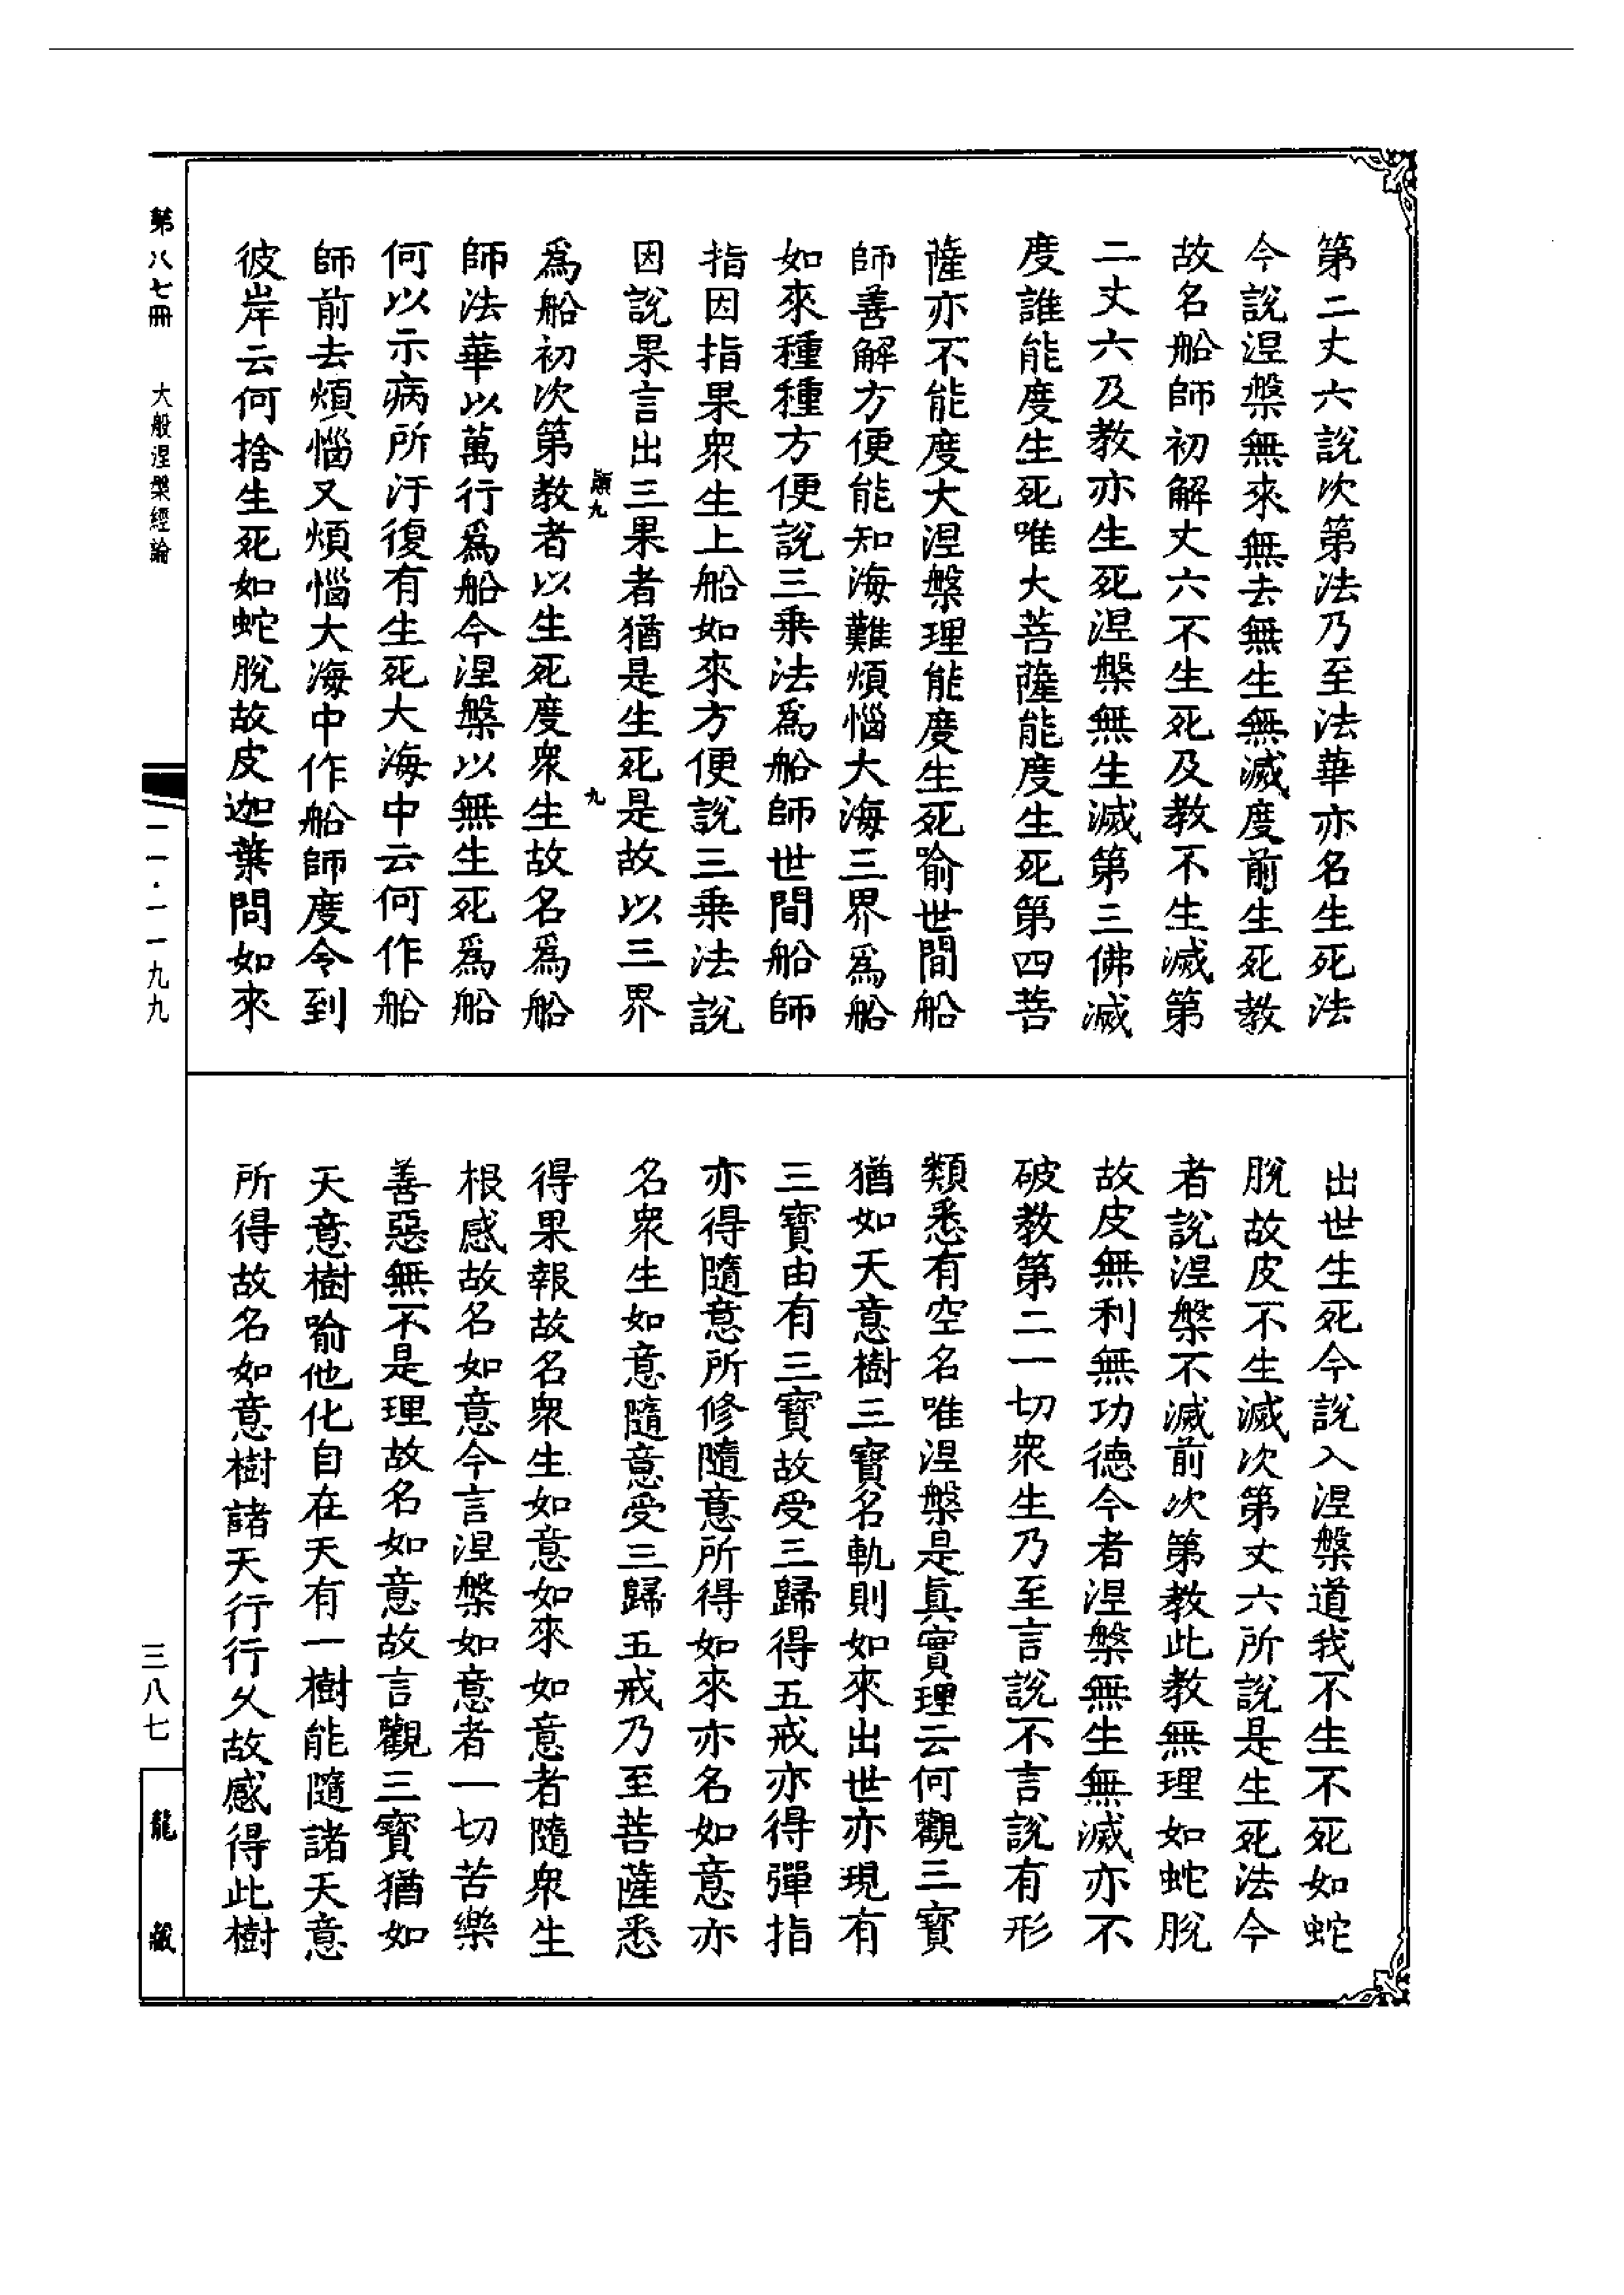 第二丈六說次第法乃至法華亦名生死法
今說涅槃無來無去無生無滅度前生死教
故名船師初解丈六不生死及教不生滅第
二丈六及教亦生死涅槃無生滅第三佛滅
度誰能度生死唯大菩薩能度生死第四菩
薩亦不能度大涅槃理能度生死喻世間船
師善解方便能知海難煩惱大海三界爲船
如來種種方便說三乗法爲船師世間船師
指因指果衆生上船如來方便說三乗法說
因說果言出三果者猶是生死是故以三界
九
爲船初次第教者以生死度衆生故名爲船
師法華以萬行爲船今涅槃以無生死爲船
何以示病所汙復有生死大海中云何作船
師前去煩惱又煩惱大海中作船師度令到
彼岸云何捨生死如蛇脫故皮迦葉問如來
出世生死今說入涅槃道我不生不死如蛇
脫故皮不生滅次第丈六所說是生死法今
者說涅槃不滅前次第教此教無理如蛇脫
故皮無利無功德今者涅槃無生無滅亦不
破教第二一切衆生乃至言說不言說有形
類悉有空名唯涅槃是眞實理云何觀三寳
猶如天意樹三寳名軌則如來出世亦現有
三寳由有三寳故受三歸得五戒亦得彈指
亦得隨意所修隨意所得如來亦名如意亦
名衆生如意隨意受三歸五戒乃至菩薩悉
得果報故名衆生如意如來如意者隨衆生
根感故名如意今言涅槃如意者一切苦樂
善惡無不是理故名如意故言觀三寳猶如
天意樹喻他化自在天有一樹能隨諸天意
所得故名如意樹諸天行行久故感得此樹
第八七冊 大般涅槃經論
一一·一一九九
三八七
龍藏